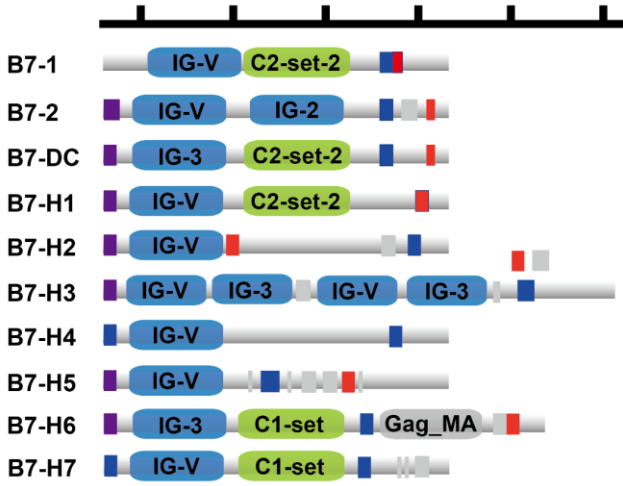 B7-1 IG-V C2-set-2
B7-2 IG-V IG-2
B7-DC IG-3 C2-set-2
B7-H1 IG-V C2-set-2
B7-H2 IG-V
B7-H3 IG-V IG-3 IG-V IG-3
B7-H4 IG-V
B7-H5 IG-V
B7-H6 IG-3 C1-set Gag_MA
B7-H7 IG-V C1-set